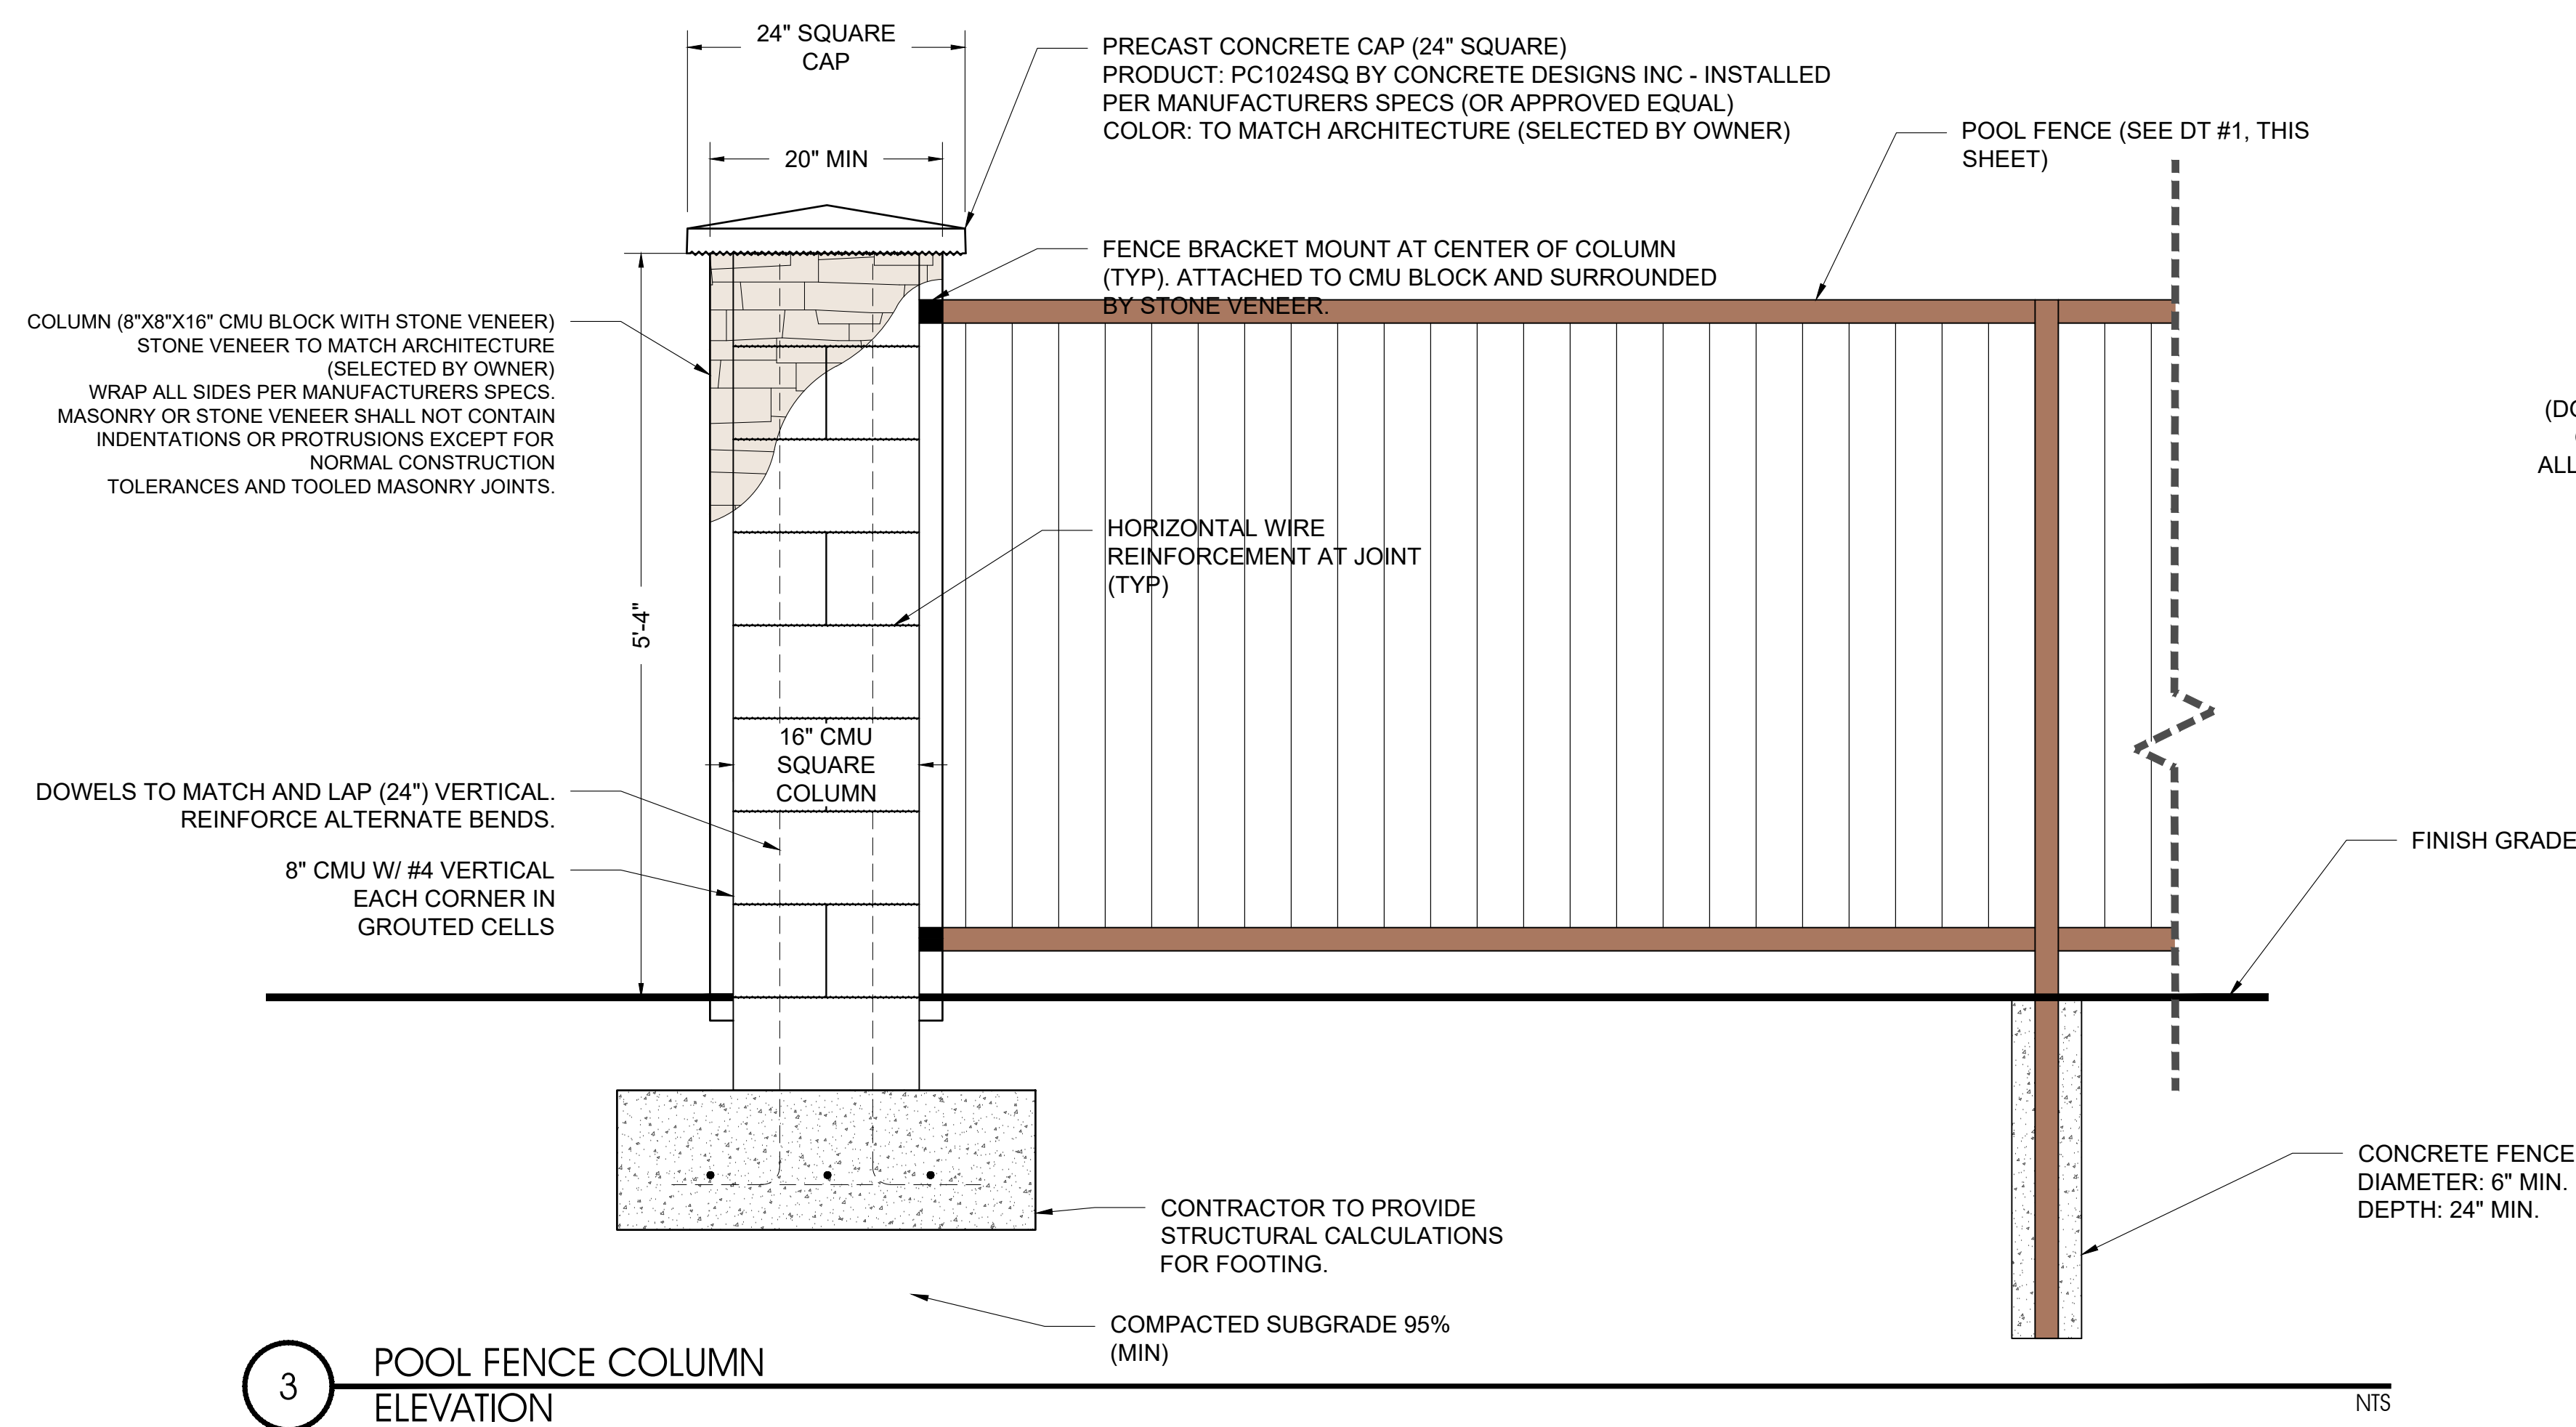 24" SQUARE
CAP
PRECAST CONCRETE CAP (24" SQUARE)
PRODUCT: PC1024SQ BY CONCRETE DESIGNS INC - INSTALLED
PER MANUFACTURERS SPECS (OR APPROVED EQUAL)
COLOR: TO MATCH ARCHITECTURE (SELECTED BY OWNER)
POOL FENCE (SEE DT #1, THIS
SHEET)
20" MIN
FENCE BRACKET MOUNT AT CENTER OF COLUMN
(TYP). ATTACHED TO CMU BLOCK AND SURROUNDED
BY STONE VENEER.
COLUMN (8"X8"X16" CMU BLOCK WITH STONE VENEER)
STONE VENEER TO MATCH ARCHITECTURE
(SELECTED BY OWNER)
WRAP ALL SIDES PER MANUFACTURERS SPECS.
MASONRY OR STONE VENEER SHALL NOT CONTAIN
INDENTATIONS OR PROTRUSIONS EXCEPT FOR
NORMAL CONSTRUCTION
TOLERANCES AND TOOLED MASONRY JOINTS.
ALL
HORIZONTAL WIRE
REINFORCEMENT AT JOINT
(TYP)
5'-4"
16" CMU
SQUARE
COLUMN
DOWELS TO MATCH AND LAP (24") VERTICAL.
REINFORCE ALTERNATE BENDS.
8" CMU W/ #4 VERTICAL
EACH CORNER IN
GROUTED CELLS
FINISH GRADE
CONCRETE FENCE
DIAMETER: 6" MIN.
DEPTH: 24" MIN.
CONTRACTOR TO PROVIDE
STRUCTURAL CALCULATIONS
FOR FOOTING.
COMPACTED SUBGRADE 95%
(MIN)
3
POOL FENCE COLUMN
ELEVATION
NTS